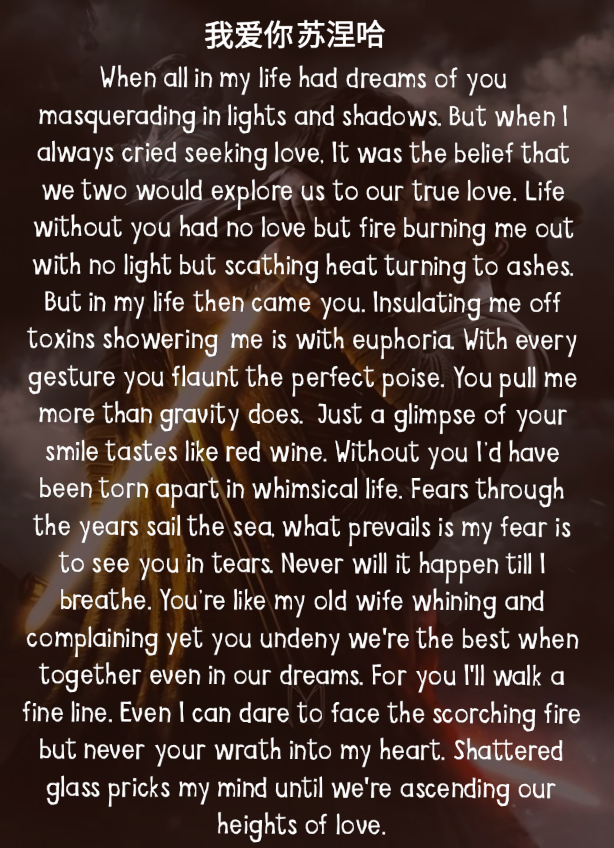 我爱你苏涅哈
When all in my life had dreams of you
masquerading in lights and shadows. But when I
always cried seeking love. It was the belief that
we two would explore us to our true love. Life
without you had no love but fire burning me out
with no light but scathing heat turning to ashes.
But in my life then came you. Insulating me off
toxins showering me is with euphoria. With every
gesture you flaunt the perfect poise. You pull me
more than gravity does. Just a glimpse of your
smile tastes like red wine. Without you I'd have
been torn apart in whimsical life. Fears through
the years sail the sea, what prevails is my fear is
to see you in tears. Never will it happen till I
breathe. You're like my old wife whining and
complaining yet you undeny we're the best when
together even in our dreams. For you I'll walk a
fine line. Even I can dare to face the scorching fire
but never your wrath into my heart. Shattered
glass pricks my mind until we're ascending our
heights of love.